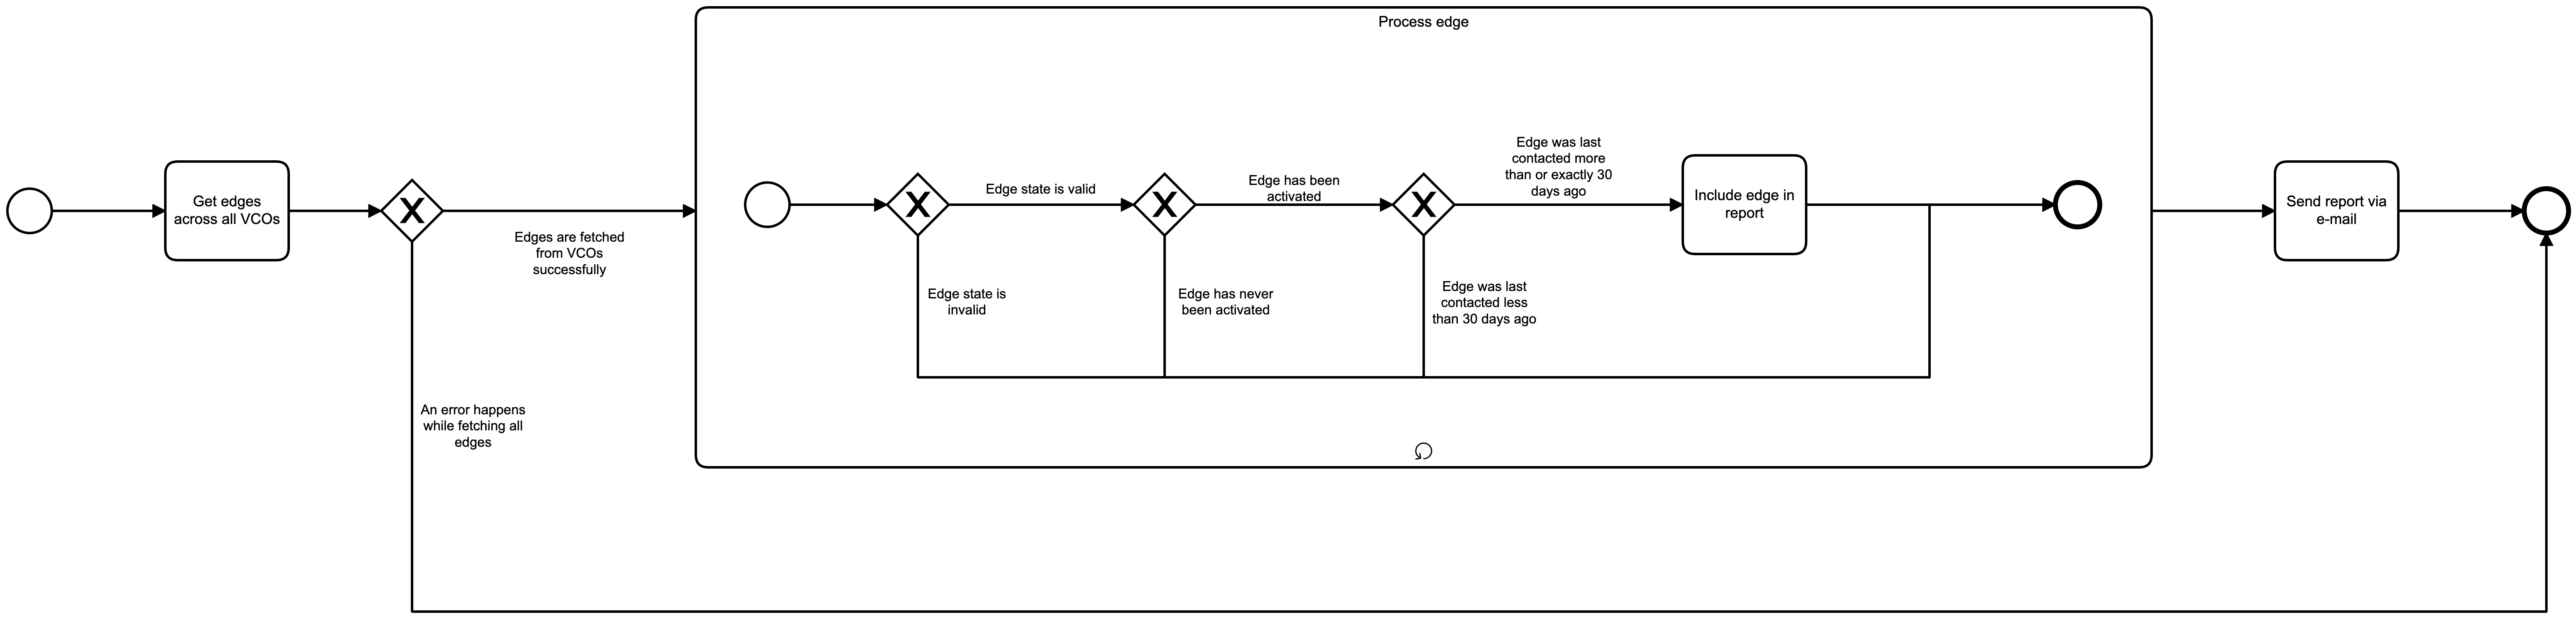 Process edge
Get edges
across all VCOs
X
Edges are fetched
from VCOs
successfully
An error happens
while fetching all
edges
X
Edge state is valid
Edge state is
invalid
X
Edge has been
activated
Edge has never
been activated
X
Edge was last
contacted more
than or exactly 30
days ago
Edge was last
contacted less
than 30 days ago
Include edge in
report
Send report via
e-mail